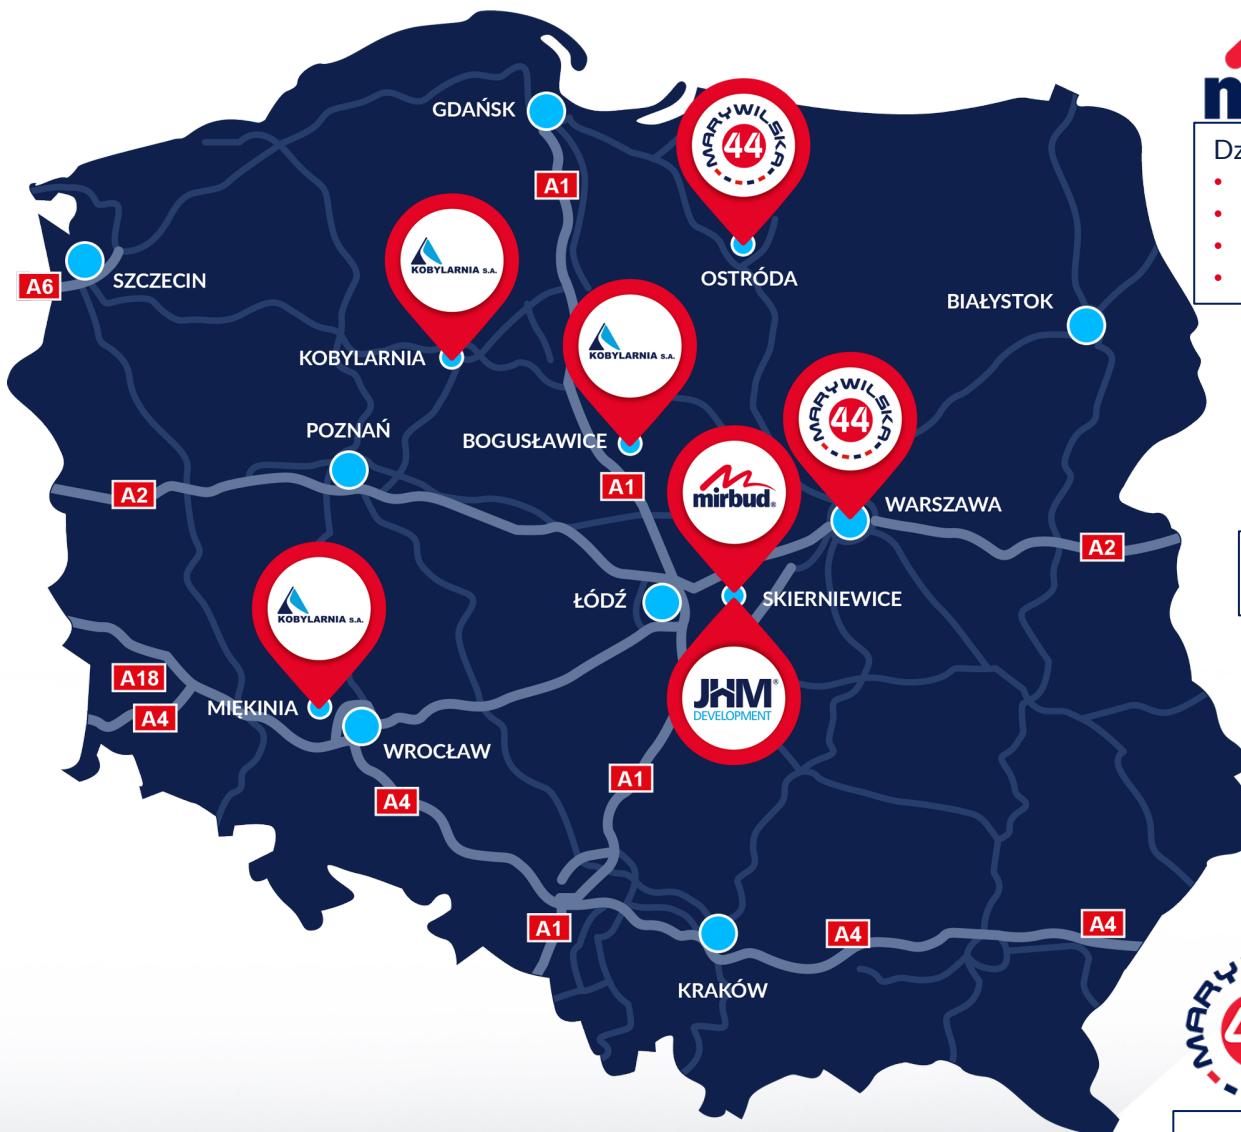 GDAŃSK
MARYWILSKA
44
A1
KOBYLARNIA S.A.
A6
SZCZECIN
OSTRÓDA
BIAŁYSTOK
KOBYLARNIA
KOBYLARNIA S.A.
MARYWILSKA
44
POZNAŃ
BOGUSŁAWICE
A2
A1
mirbud®
WARSZAWA
A2
ŁÓDŹ
SKIERNIEWICE
KOBYLARNIA S.A.
A18
A4
MIĘKINIA
JHM®
DEVELOPMENT
WROCŁAW
A1
A4
A1
A4
A4
KRAKÓW